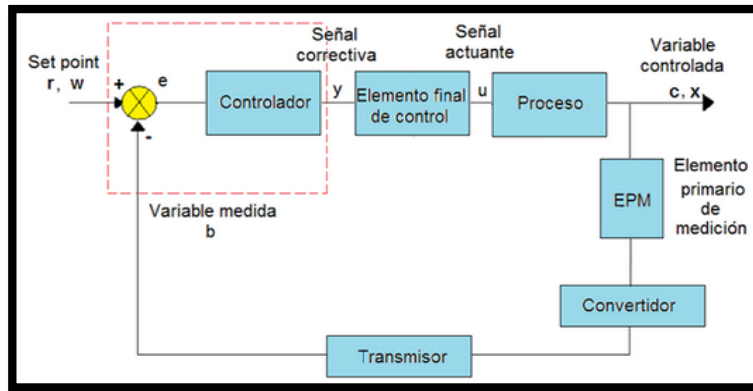 Set point
r, w
+
-
e
Controlador
Señal
correctiva
y
Elemento final
de control
Señal
actuante
u
Proceso
Variable
controlada
c, x
EPM
Elemento
primario
de
medición
Variable medida
b
Convertidor
Transmisor